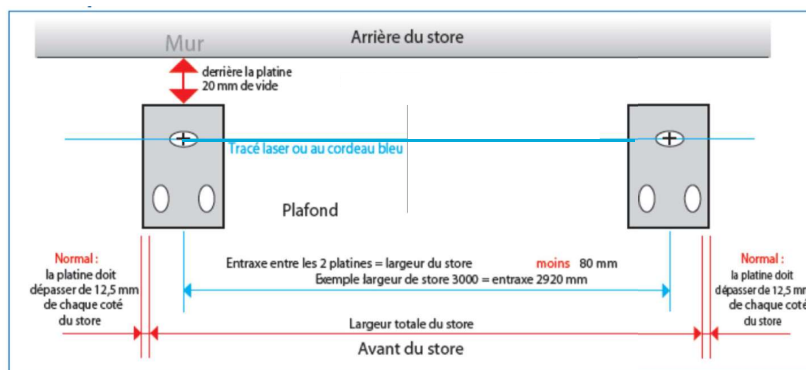 Mur
Arrière du store
derrière la platine
20 mm de vide
Tracé laser ou au cordeau bleu
Plafond
Normal :
la platine doit
dépasser de 12,5 mm
de chaque coté
du store
Entraxe entre les 2 platines = largeur du store moins 80 mm
Exemple largeur de store 3000 = entraxe 2920 mm
Normal :
la platine doit
dépasser de 12,5 mm
de chaque coté
du store
Largeur totale du store
Avant du store